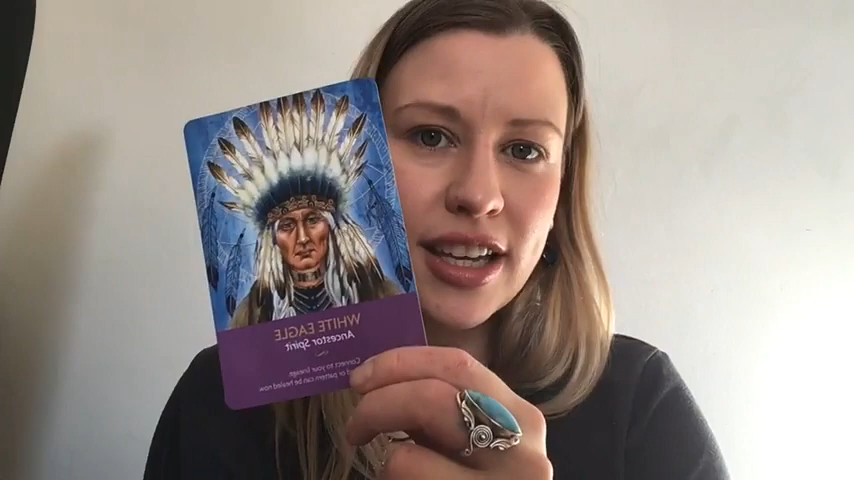 WHITE EAGLE
Ancestor Spirit
Connect to your lineage.
or pattern can be healed now.